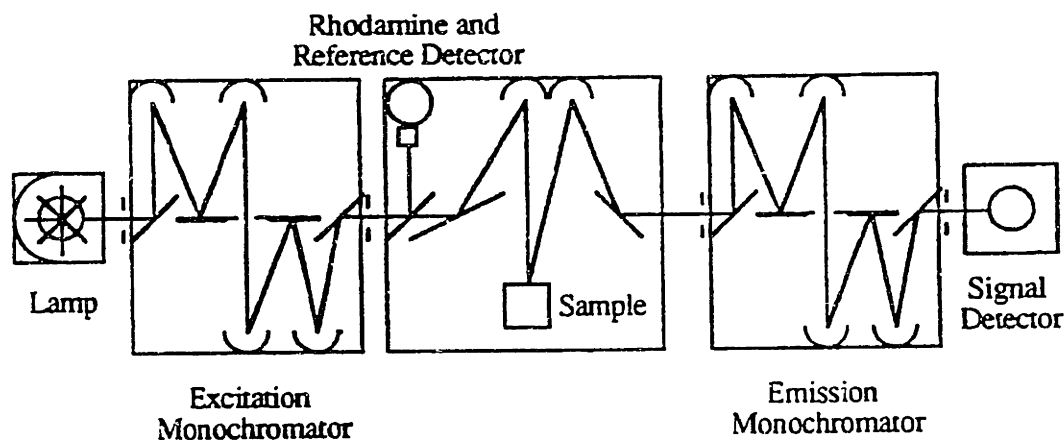 Rhodamine and
Reference Detector
Lamp
Sample
Signal
Detector
Excitation
Monochromator
Emission
Monochromator